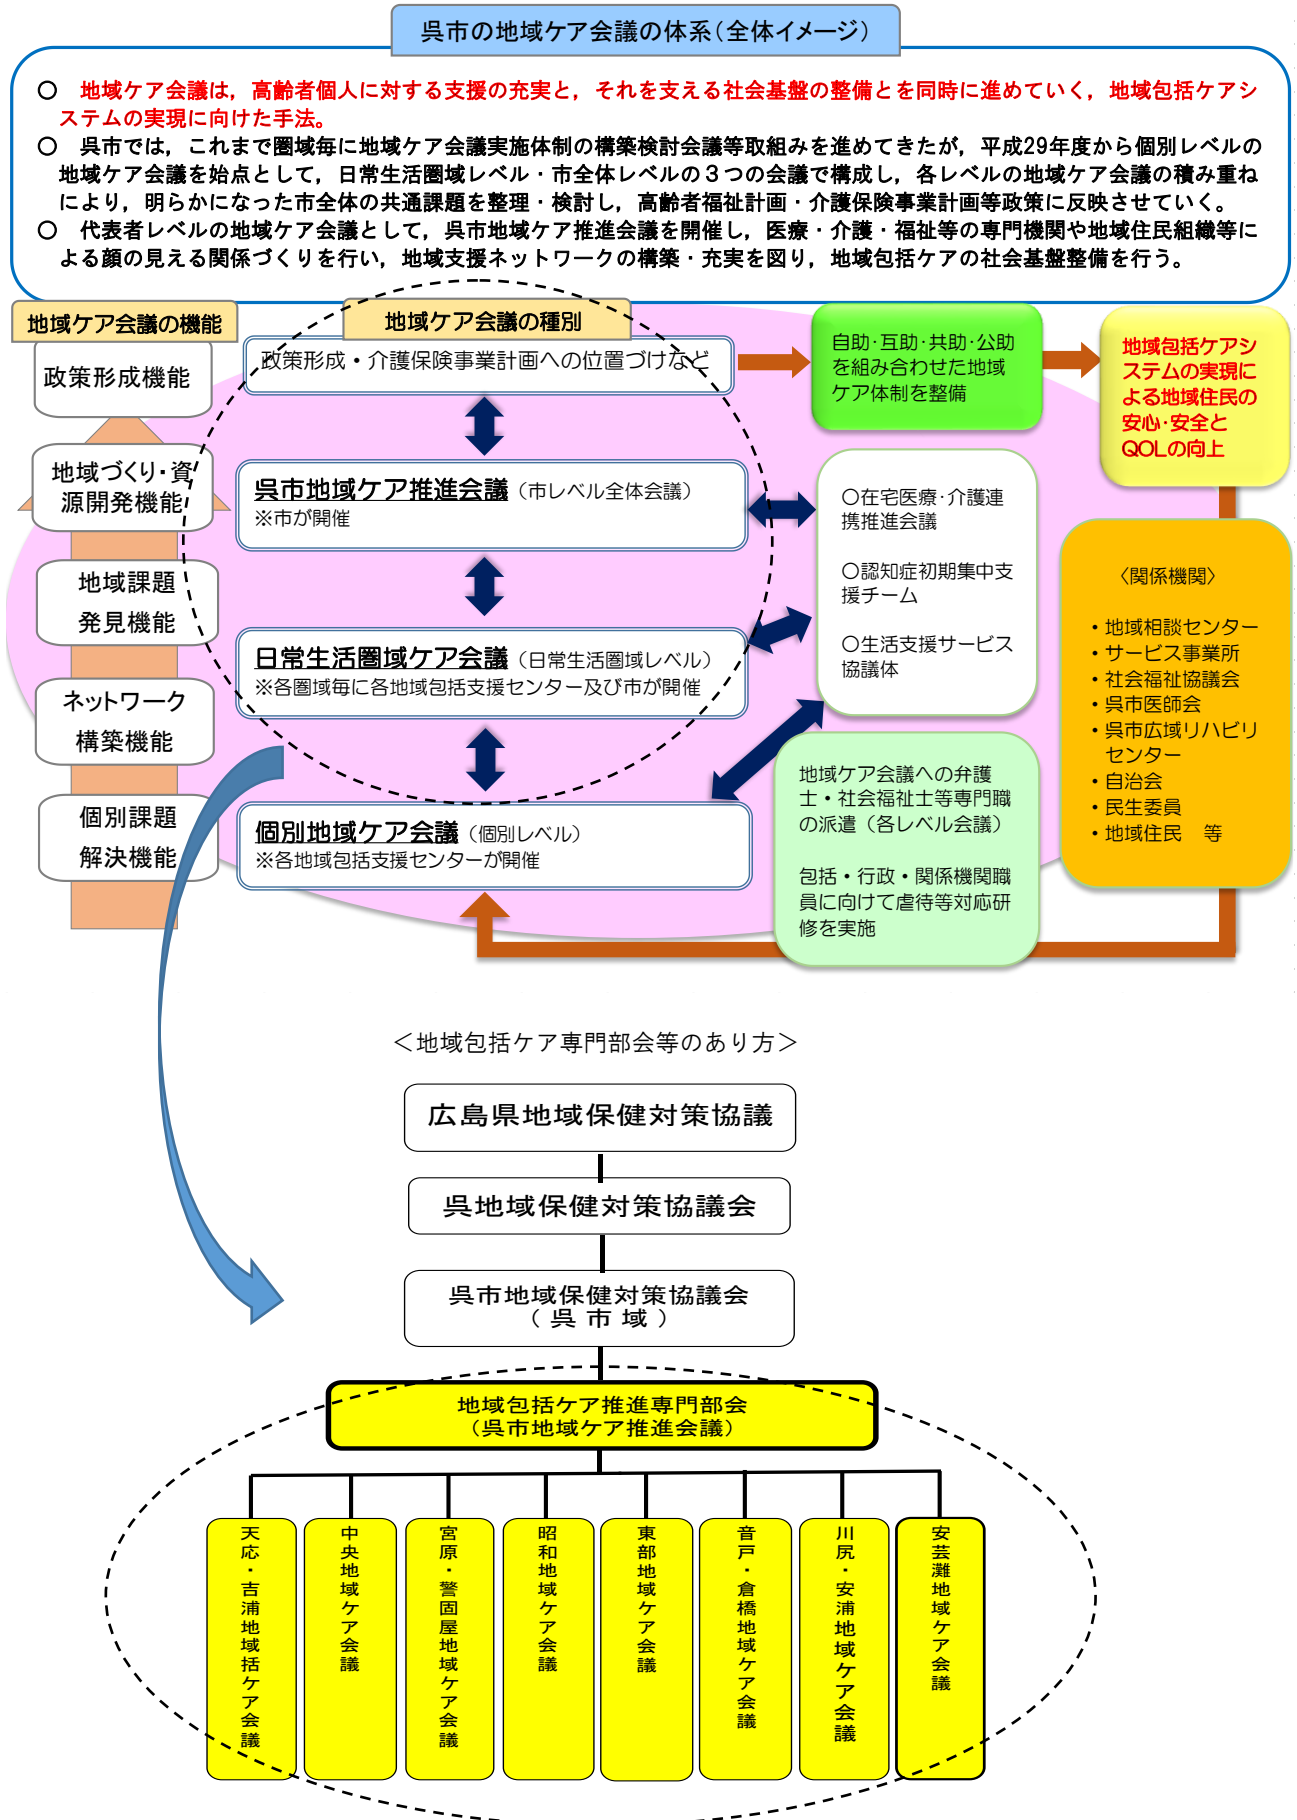 呉市の地域ケア会議の体系(全体イメージ)
○　地域ケア会議は，高齢者個人に対する支援の充実と，それを支える社会基盤の整備とを同時に進めていく，地域包括ケアシ
ステムの実現に向けた手法。
○　呉市では，これまで圏域毎に地域ケア会議実施体制の構築検討会議等取組みを進めてきたが，平成29年度から個別レベルの
地域ケア会議を始点として，日常生活圏域レベル・市全体レベルの３つの会議で構成し，各レベルの地域ケア会議の積み重ね
により，明らかになった市全体の共通課題を整理・検討し，高齢者福祉計画・介護保険事業計画等政策に反映させていく。
○　代表者レベルの地域ケア会議として，呉市地域ケア推進会議を開催し，医療・介護・福祉等の専門機関や地域住民組織等に
よる顔の見える関係づくりを行い，地域支援ネットワークの構築・充実を図り，地域包括ケアの社会基盤整備を行う。
地域ケア会議の機能
政策形成機能
地域づくり・資
源開発機能
地域課題
発見機能
ネットワーク
構築機能
個別課題
解決機能
地域ケア会議の種別
政策形成・介護保険事業計画への位置づけなど
呉市地域ケア推進会議（市レベル全体会議）
※市が開催
日常生活圏域ケア会議（日常生活圏域レベル）
※各圏域毎に各地域包括支援センター及び市が開催
個別地域ケア会議（個別レベル）
※各地域包括支援センターが開催
自助・互助・共助・公助
を組み合わせた地域
ケア体制を整備
地域包括ケアシ
ステムの実現に
よる地域住民の
安心・安全と
QOLの向上
○在宅医療・介護連
携推進会議
○認知症初期集中支
援チーム
○生活支援サービス
協議体
地域ケア会議への弁護
士・社会福祉士等専門職
の派遣（各レベル会議）
包括・行政・関係機関職
員に向けて虐待等対応研
修を実施
〈関係機関〉
・地域相談センター
・サービス事業所
・社会福祉協議会
・呉市医師会
・呉市広域リハビリ
センター
・自治会
・民生委員
・地域住民　等
＜地域包括ケア専門部会等のあり方＞
広島県地域保健対策協議
呉地域保健対策協議会
呉市地域保健対策協議会
（ 呉 市 域 ）
地域包括ケア推進専門部会
（呉市地域ケア推進会議）
天応・吉浦地域括ケア会議
中央地域ケア会議
宮原・警固屋地域ケア会議
昭和地域ケア会議
東部地域ケア会議
音戸・倉橋地域ケア会議
川尻・安浦地域ケア会議
安芸灘地域ケア会議